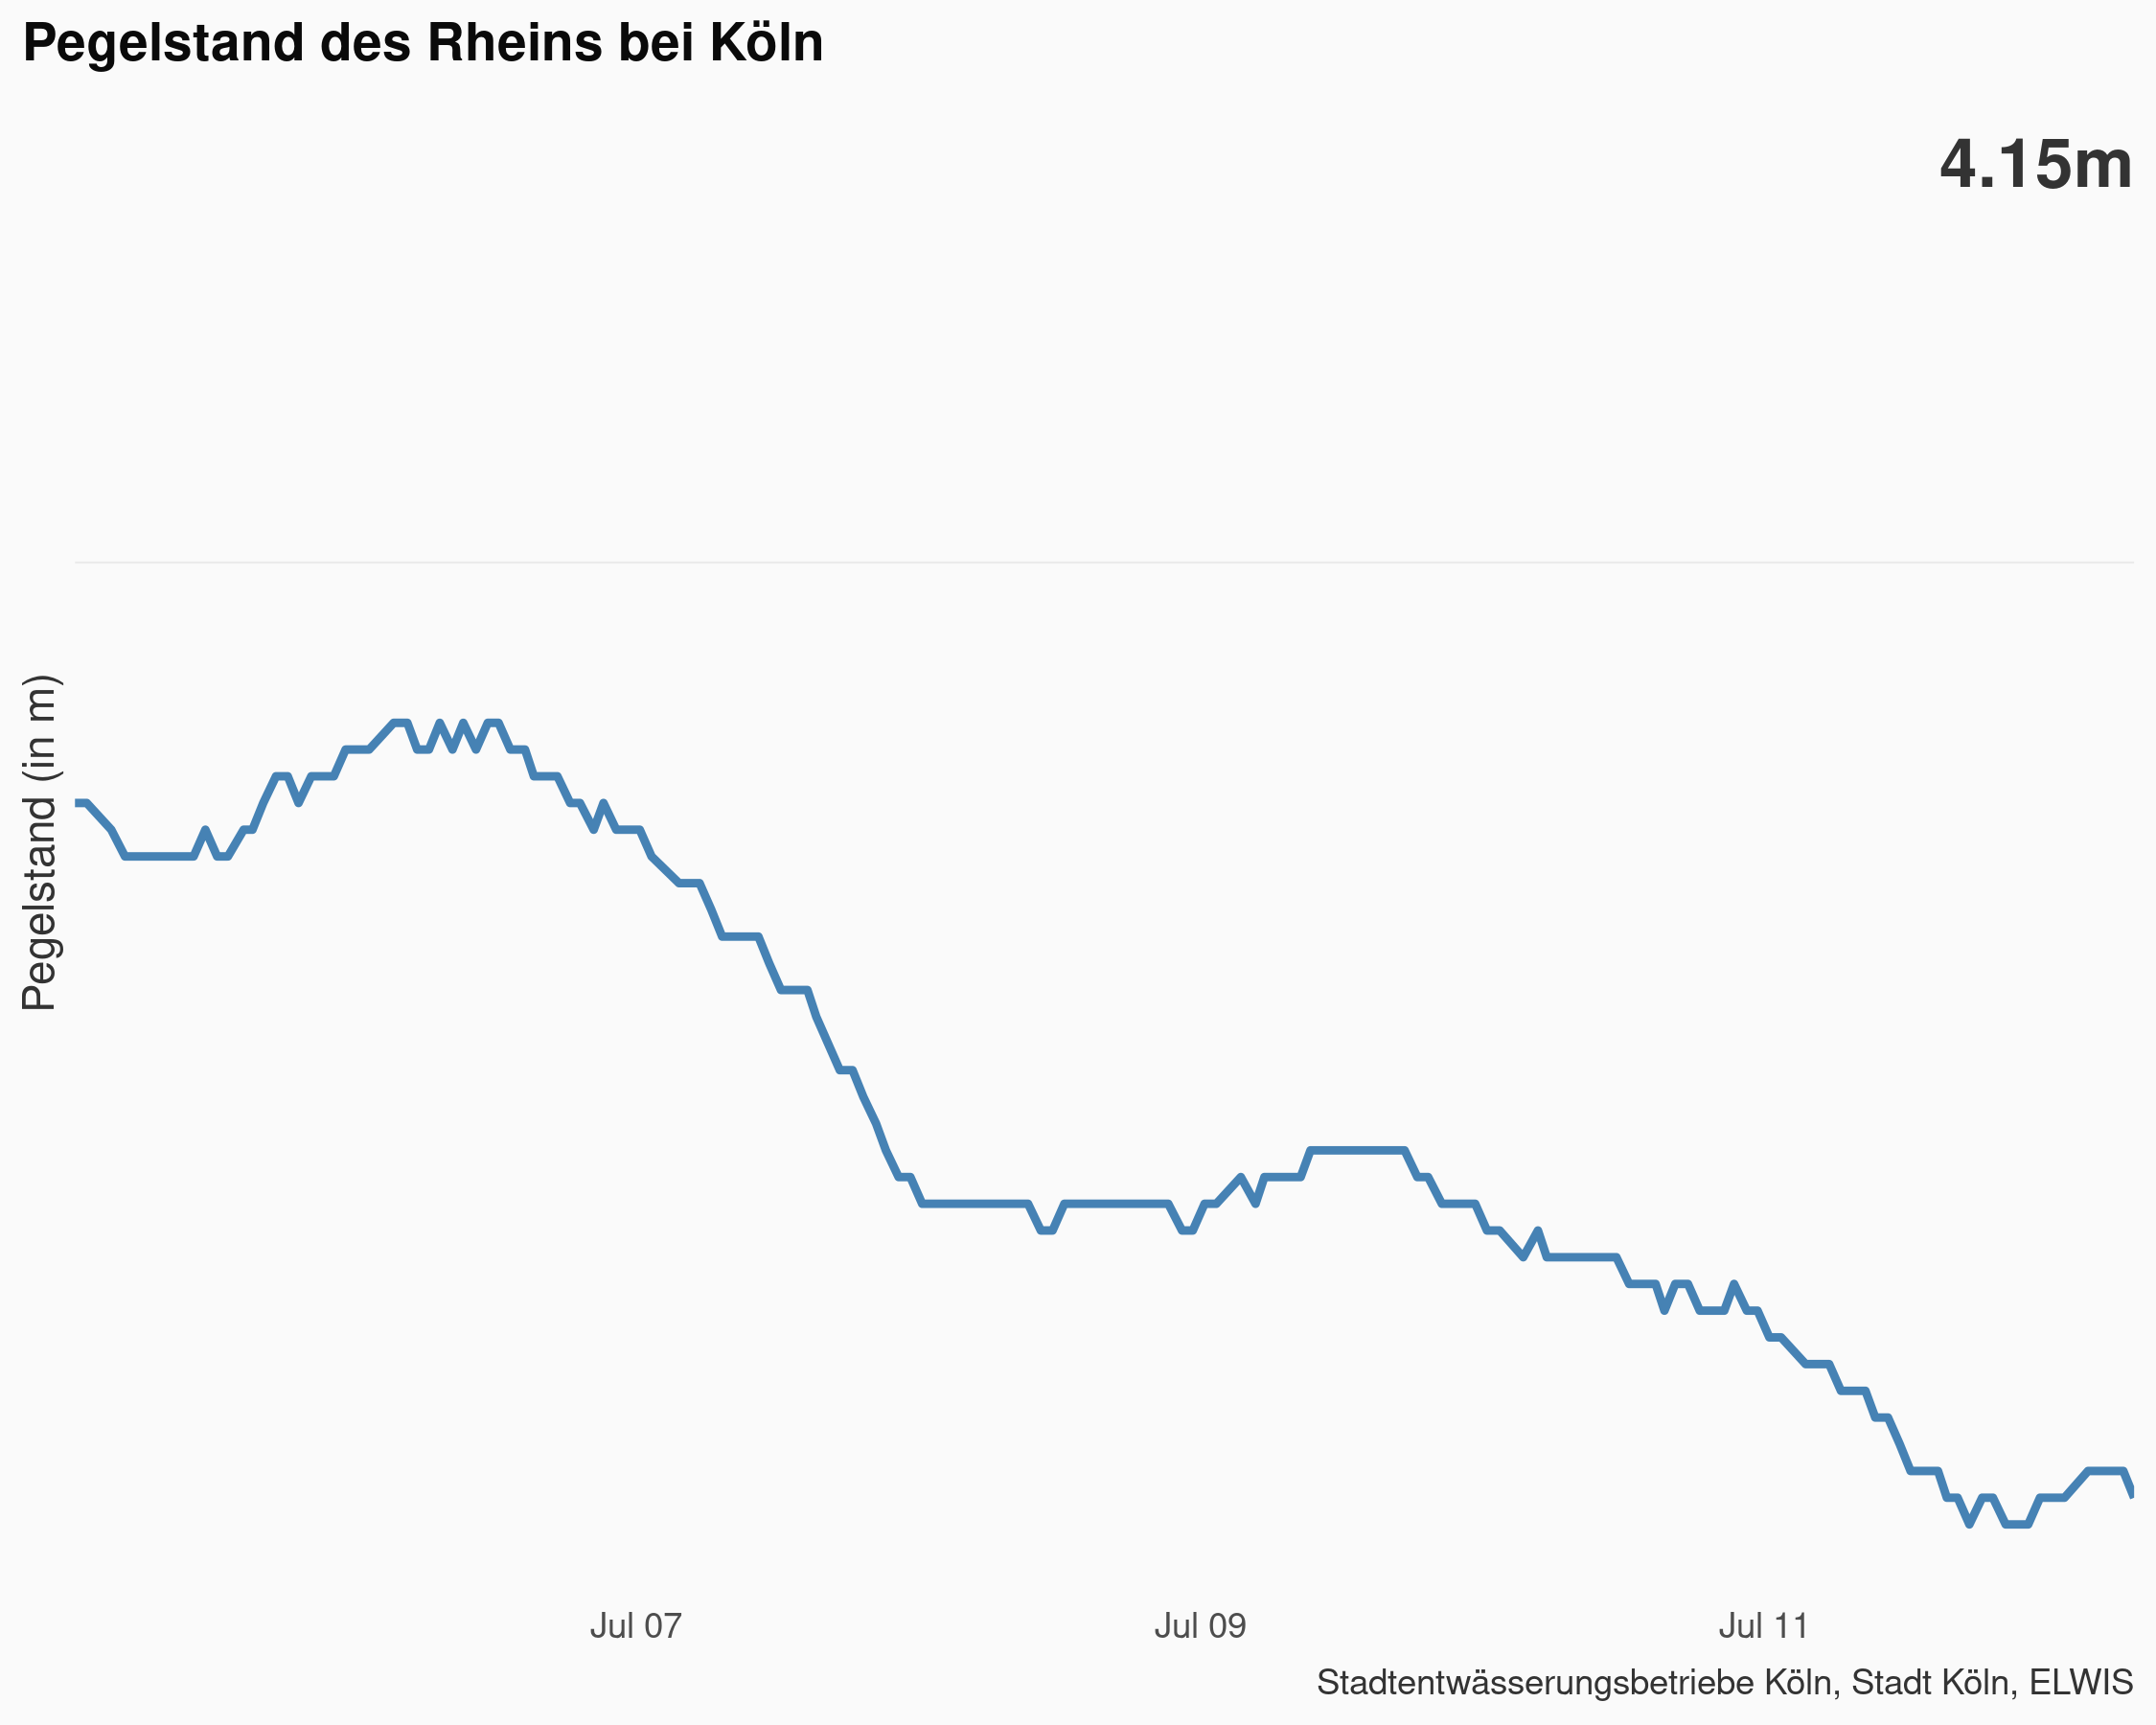 Pegelstand des Rheins bei Köln
4.15m
Pegelstand (in m)
Jul 07
Jul 09
Jul 11
Stadtentwässerungsbetriebe Köln, Stadt Köln, ELWIS